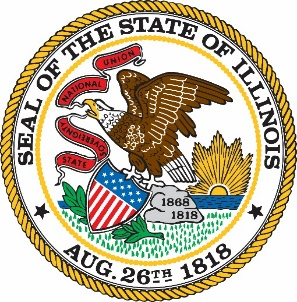 SEAL OF THE STATE OF ILLINOIS
STATE
SOVEREIGNTY
NATIONAL
UNION
1868
1818
AUG. 26TH 1818